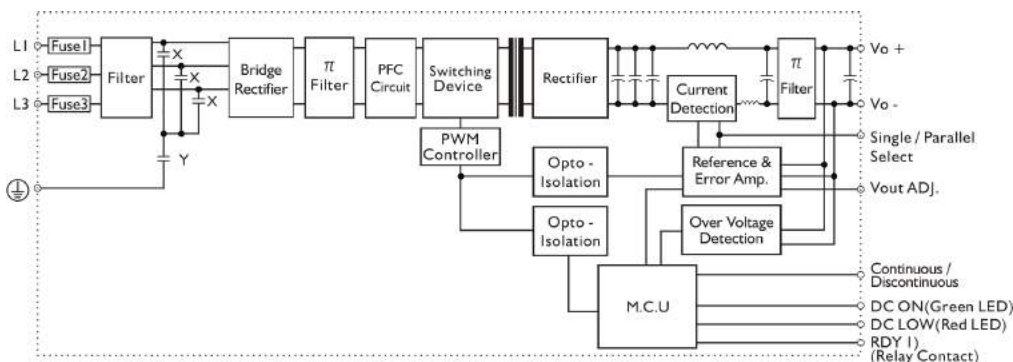 L1
Fuse1
L2
Fuse2
L3
Fuse3
Filter
X
X
X
Y
Bridge
Rectifier
π
Filter
PFC
Circuit
Switching
Device
PWM
Controller
Rectifier
Current
Detection
π
Filter
Vo +
Vo -
Single / Parallel
Select
Opto -
Isolation
Reference &
Error Amp.
Vout ADJ.
Opto -
Isolation
Over Voltage
Detection
M.C.U
Continuous /
Discontinuous
DC ON(Green LED)
DC LOW(Red LED)
RDY 1)
(Relay Contact)